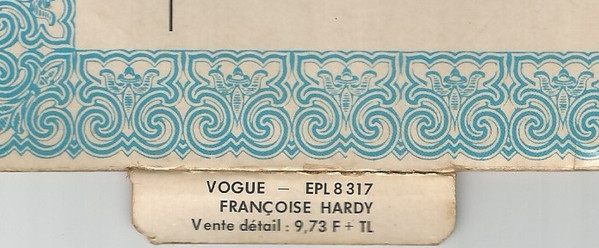 VOGUE — EPL 8 317
FRANÇOISE HARDY
Vente détail : 9,73 F + TL